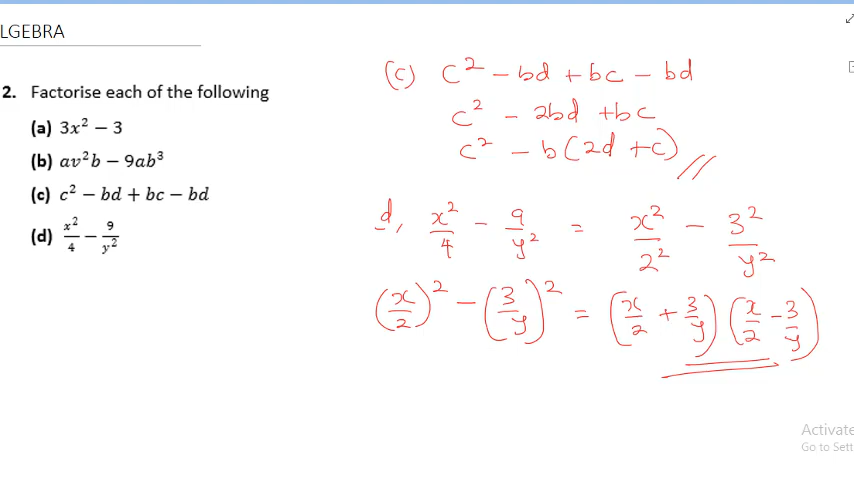 LGEBRA
2. Factorise each of the following
(a) 3x² − 3
(b) av²b − 9ab³
(c) c² − bd + bc − bd
(d) x²/4 − 9/y²
(c) c² − bd + bc − bd
c² − 2bd + bc
c² − b(2d + c) //
d, x²/4 − 9/y² = x²/2² − 3²/y²
(x/2)² − (3/y)² = (x/2 + 3/y)(x/2 − 3/y)
Activate
Go to Sett